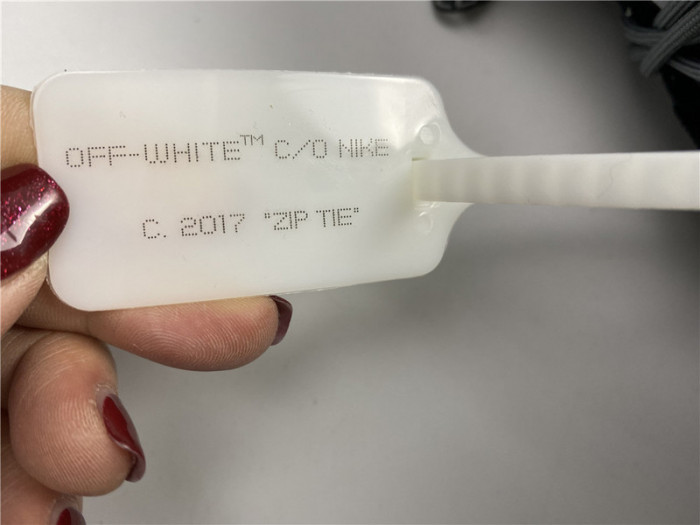 OFF-WHITE™ C/O NIKE
C. 2017 "ZIP TIE"